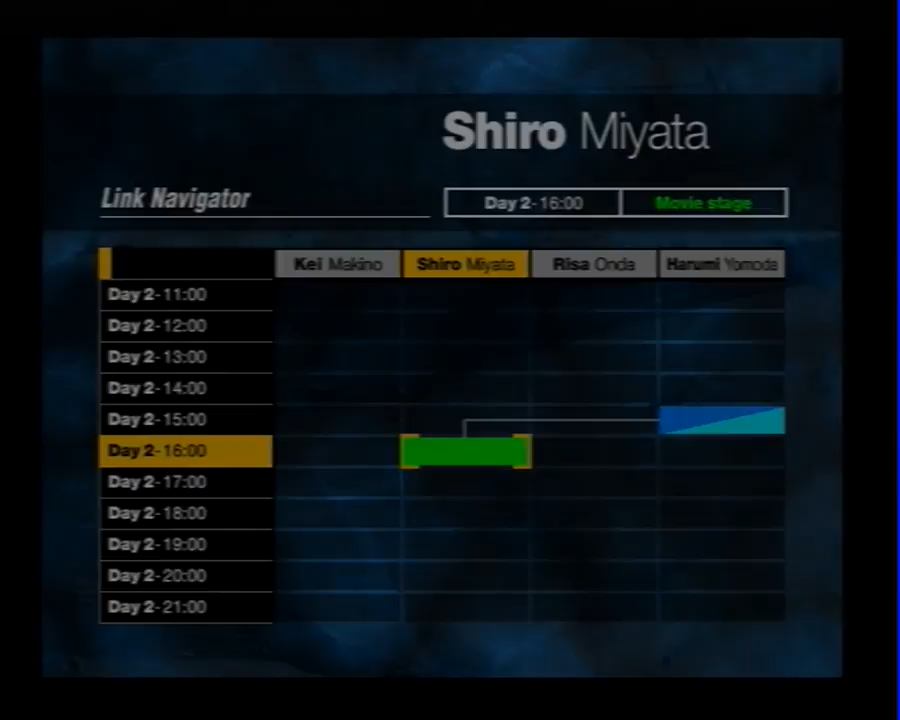 Shiro Miyata
Link Navigator
Day 2-16:00 Movie stage
Kei Makino Shiro Miyata Risa Onda Harumi Yomoda
Day 2-11:00
Day 2-12:00
Day 2-13:00
Day 2-14:00
Day 2-15:00
Day 2-16:00
Day 2-17:00
Day 2-18:00
Day 2-19:00
Day 2-20:00
Day 2-21:00